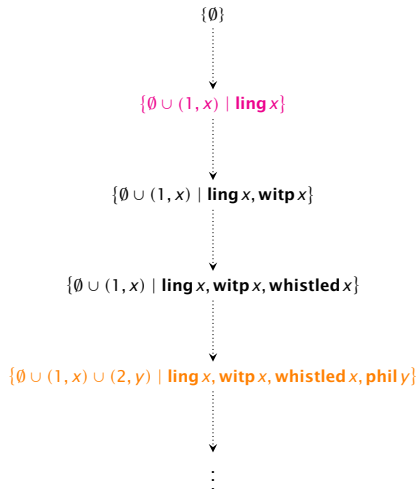 {∅}
{∅ ∪ (1, x) | ling x}
{∅ ∪ (1, x) | ling x, witp x}
{∅ ∪ (1, x) | ling x, witp x, whistled x}
{∅ ∪ (1, x) ∪ (2, y) | ling x, witp x, whistled x, phil y}
⋮